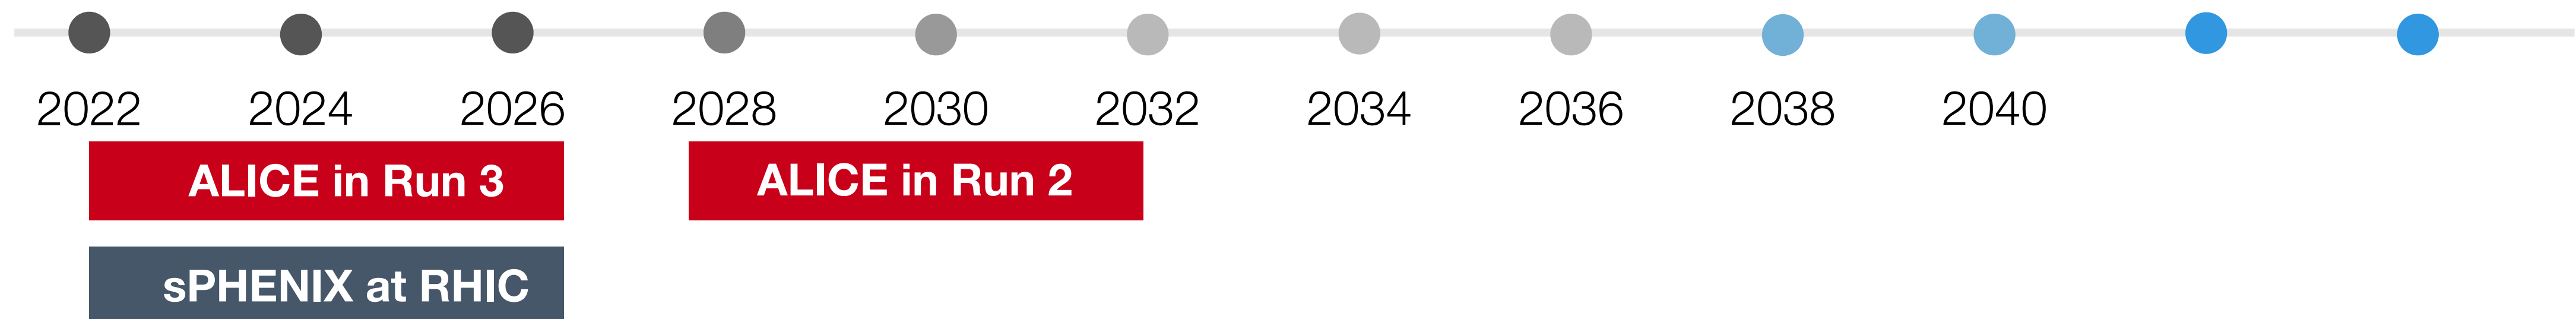 2022 2024 2026 2028 2030 2032 2034 2036 2038 2040
ALICE in Run 3 ALICE in Run 2
sPHENIX at RHIC